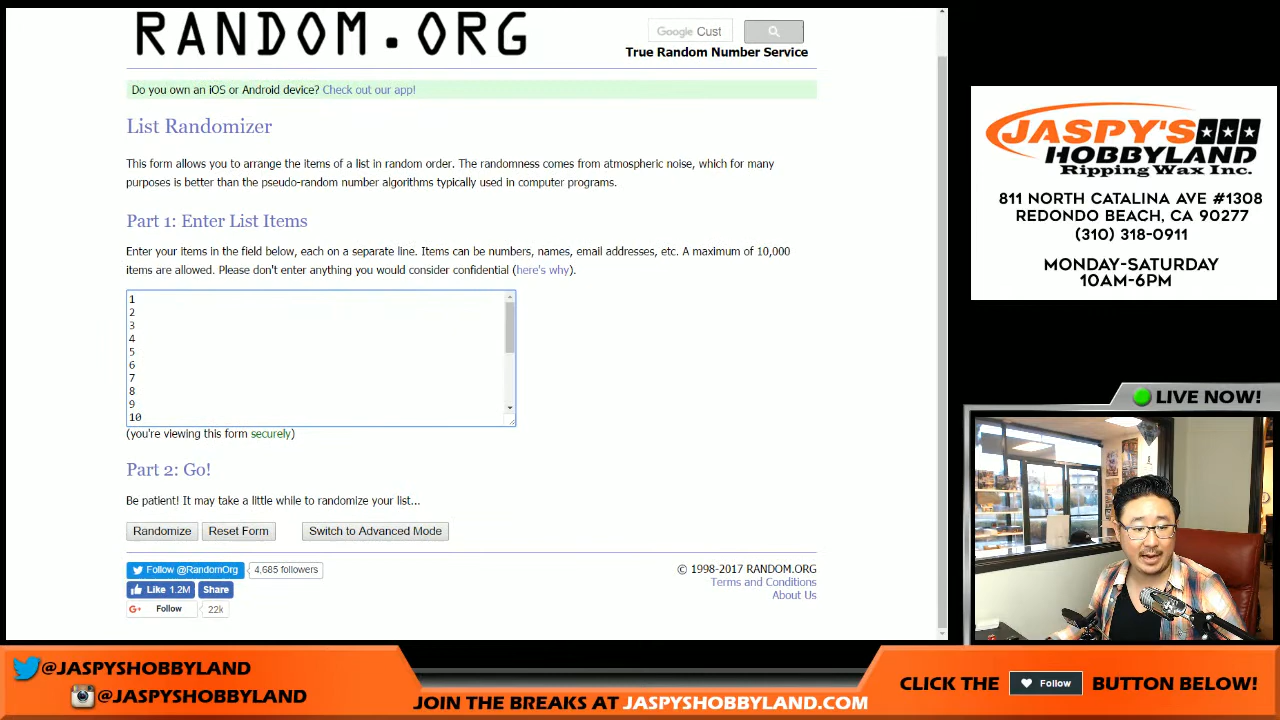 RANDOM.ORG
Google Cust
True Random Number Service
Do you own an iOS or Android device? Check out our app!
List Randomizer
This form allows you to arrange the items of a list in random order. The randomness comes from atmospheric noise, which for many
purposes is better than the pseudo-random number algorithms typically used in computer programs.
Part 1: Enter List Items
Enter your items in the field below, each on a separate line. Items can be numbers, names, email addresses, etc. A maximum of 10,000
items are allowed. Please don't enter anything you would consider confidential (here's why).
1
2
3
4
5
6
7
8
9
10
(you're viewing this form securely)
Part 2: Go!
Be patient! It may take a little while to randomize your list...
Randomize Reset Form Switch to Advanced Mode
Follow @RandomOrg 4,685 followers
Like 1.2M Share
G+ Follow 22k
© 1998-2017 RANDOM.ORG
Terms and Conditions
About Us
JASPY'S
HOBBYLAND
Ripping Wax Inc.
811 NORTH CATALINA AVE #1308
REDONDO BEACH, CA 90277
(310) 318-0911
MONDAY-SATURDAY
10AM-6PM
LIVE NOW!
@JASPYSHOBBYLAND
@JASPYSHOBBYLAND
JOIN THE BREAKS AT JASPYSHOBBYLAND.COM
CLICK THE Follow BUTTON BELOW!